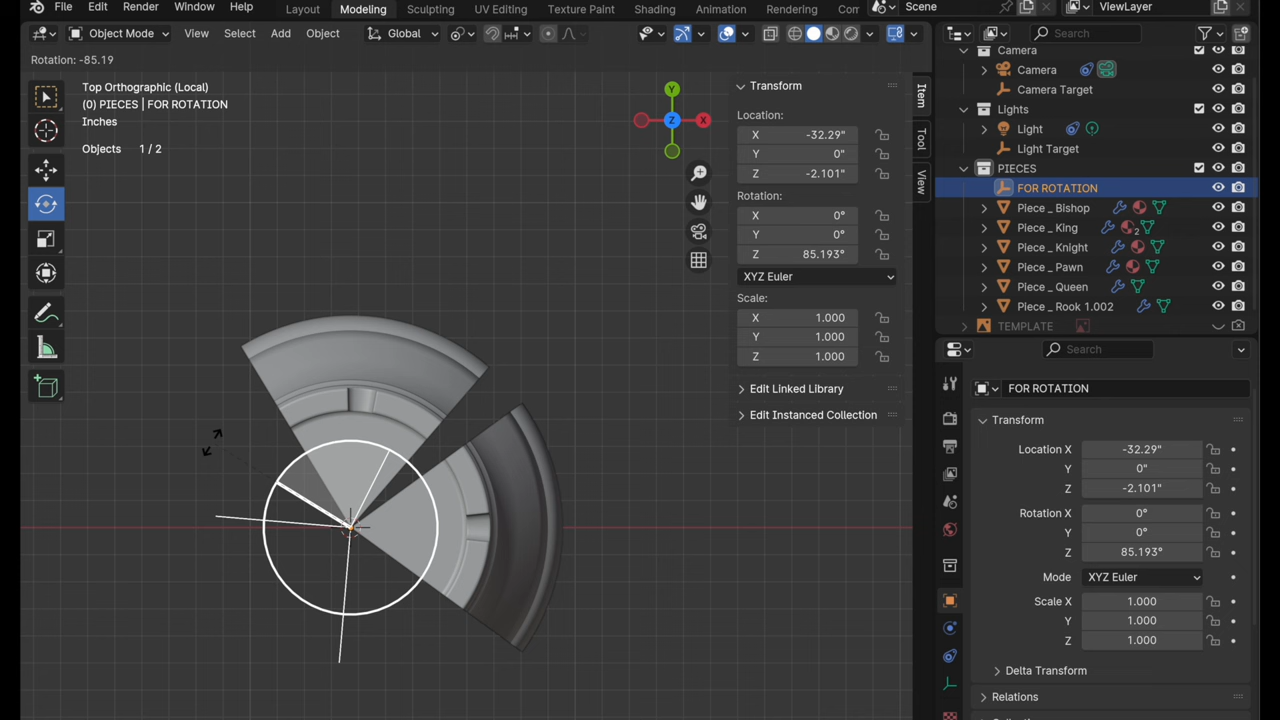 File Edit Render Window Help Layout Modeling Sculpting UV Editing Texture Paint Shading Animation Rendering Scene ViewLayer
Object Mode View Select Add Object Global Search
Rotation: -85.19
Top Orthographic (Local)
(0) PIECES | FOR ROTATION
Inches
Objects 1 / 2
Y
X
Z
Transform
Location:
X -32.29"
Y 0"
Z -2.101"
Rotation:
X 0°
Y 0°
Z 85.193°
XYZ Euler
Scale:
X 1.000
Y 1.000
Z 1.000
Edit Linked Library
Edit Instanced Collection
Item
Tool
View
Camera
Camera
Camera Target
Lights
Light
Light Target
PIECES
FOR ROTATION
Piece _ Bishop
Piece _ King 2
Piece _ Knight
Piece _ Pawn
Piece _ Queen
Piece _ Rook 1.002
TEMPLATE
Search
FOR ROTATION
Transform
Location X -32.29"
Y 0"
Z -2.101"
Rotation X 0°
Y 0°
Z 85.193°
Mode XYZ Euler
Scale X 1.000
Y 1.000
Z 1.000
Delta Transform
Relations